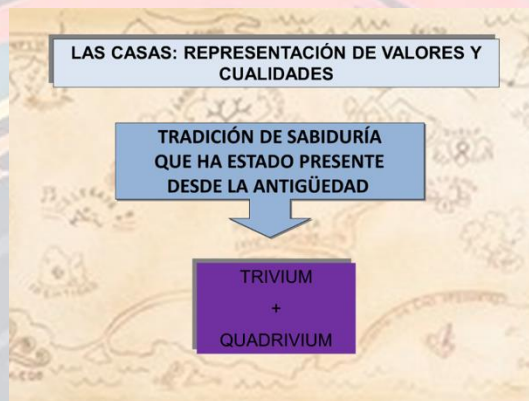 LAS CASAS: REPRESENTACIÓN DE VALORES Y
CUALIDADES
TRADICIÓN DE SABIDURÍA
QUE HA ESTADO PRESENTE
DESDE LA ANTIGÜEDAD
TRIVIUM
+
QUADRIVIUM